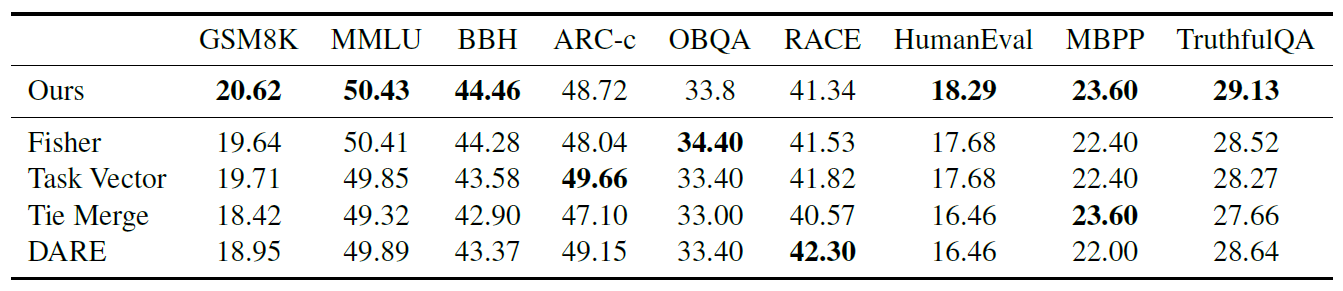 GSM8K MMLU BBH ARC-c OBQA RACE HumanEval MBPP TruthfulQA
Ours 20.62 50.43 44.46 48.72 33.8 41.34 18.29 23.60 29.13
Fisher 19.64 50.41 44.28 48.04 34.40 41.53 17.68 22.40 28.52
Task Vector 19.71 49.85 43.58 49.66 33.40 41.82 17.68 22.40 28.27
Tie Merge 18.42 49.32 42.90 47.10 33.00 40.57 16.46 23.60 27.66
DARE 18.95 49.89 43.37 49.15 33.40 42.30 16.46 22.00 28.64